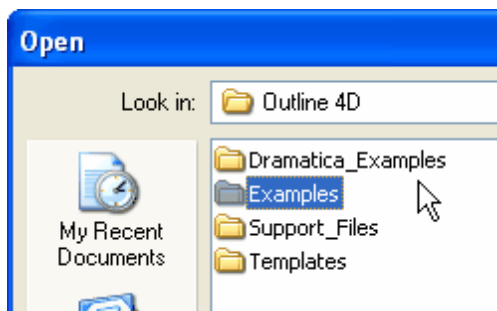 Open
Look in: Outline 4D
Dramatica_Examples
Examples
Support_Files
Templates
My Recent
Documents